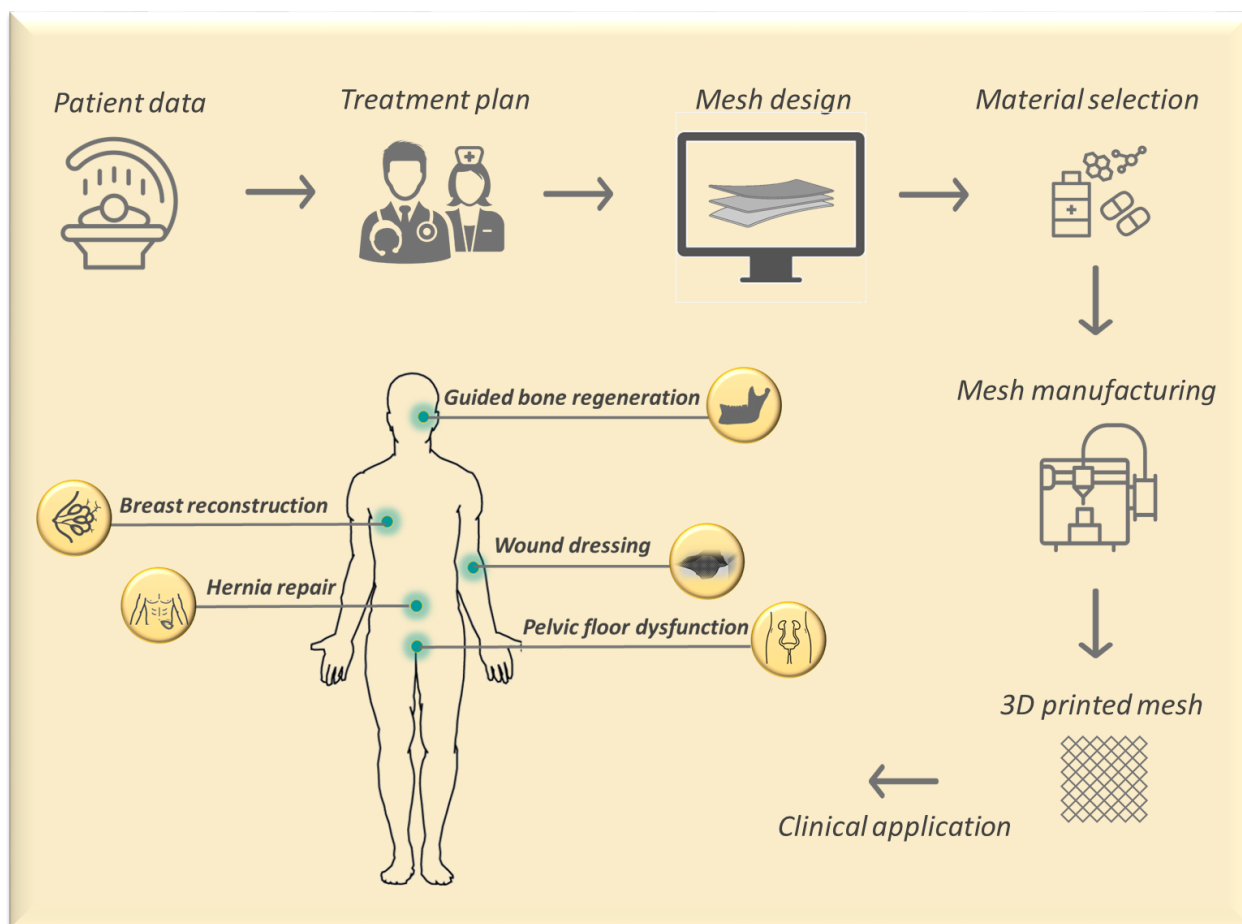 Patient data
Treatment plan
Mesh design
Material selection
Mesh manufacturing
Guided bone regeneration
Breast reconstruction
Wound dressing
Hernia repair
Pelvic floor dysfunction
3D printed mesh
Clinical application